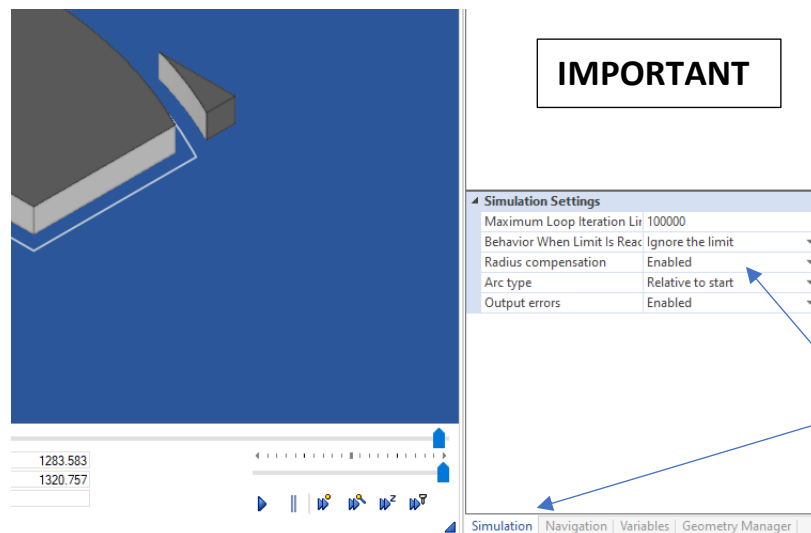 IMPORTANT
Simulation Settings
Maximum Loop Iteration Lir 100000
Behavior When Limit Is Reac Ignore the limit
Radius compensation Enabled
Arc type Relative to start
Output errors Enabled
1283.583
1320.757
Z
Simulation Navigation Variables Geometry Manager